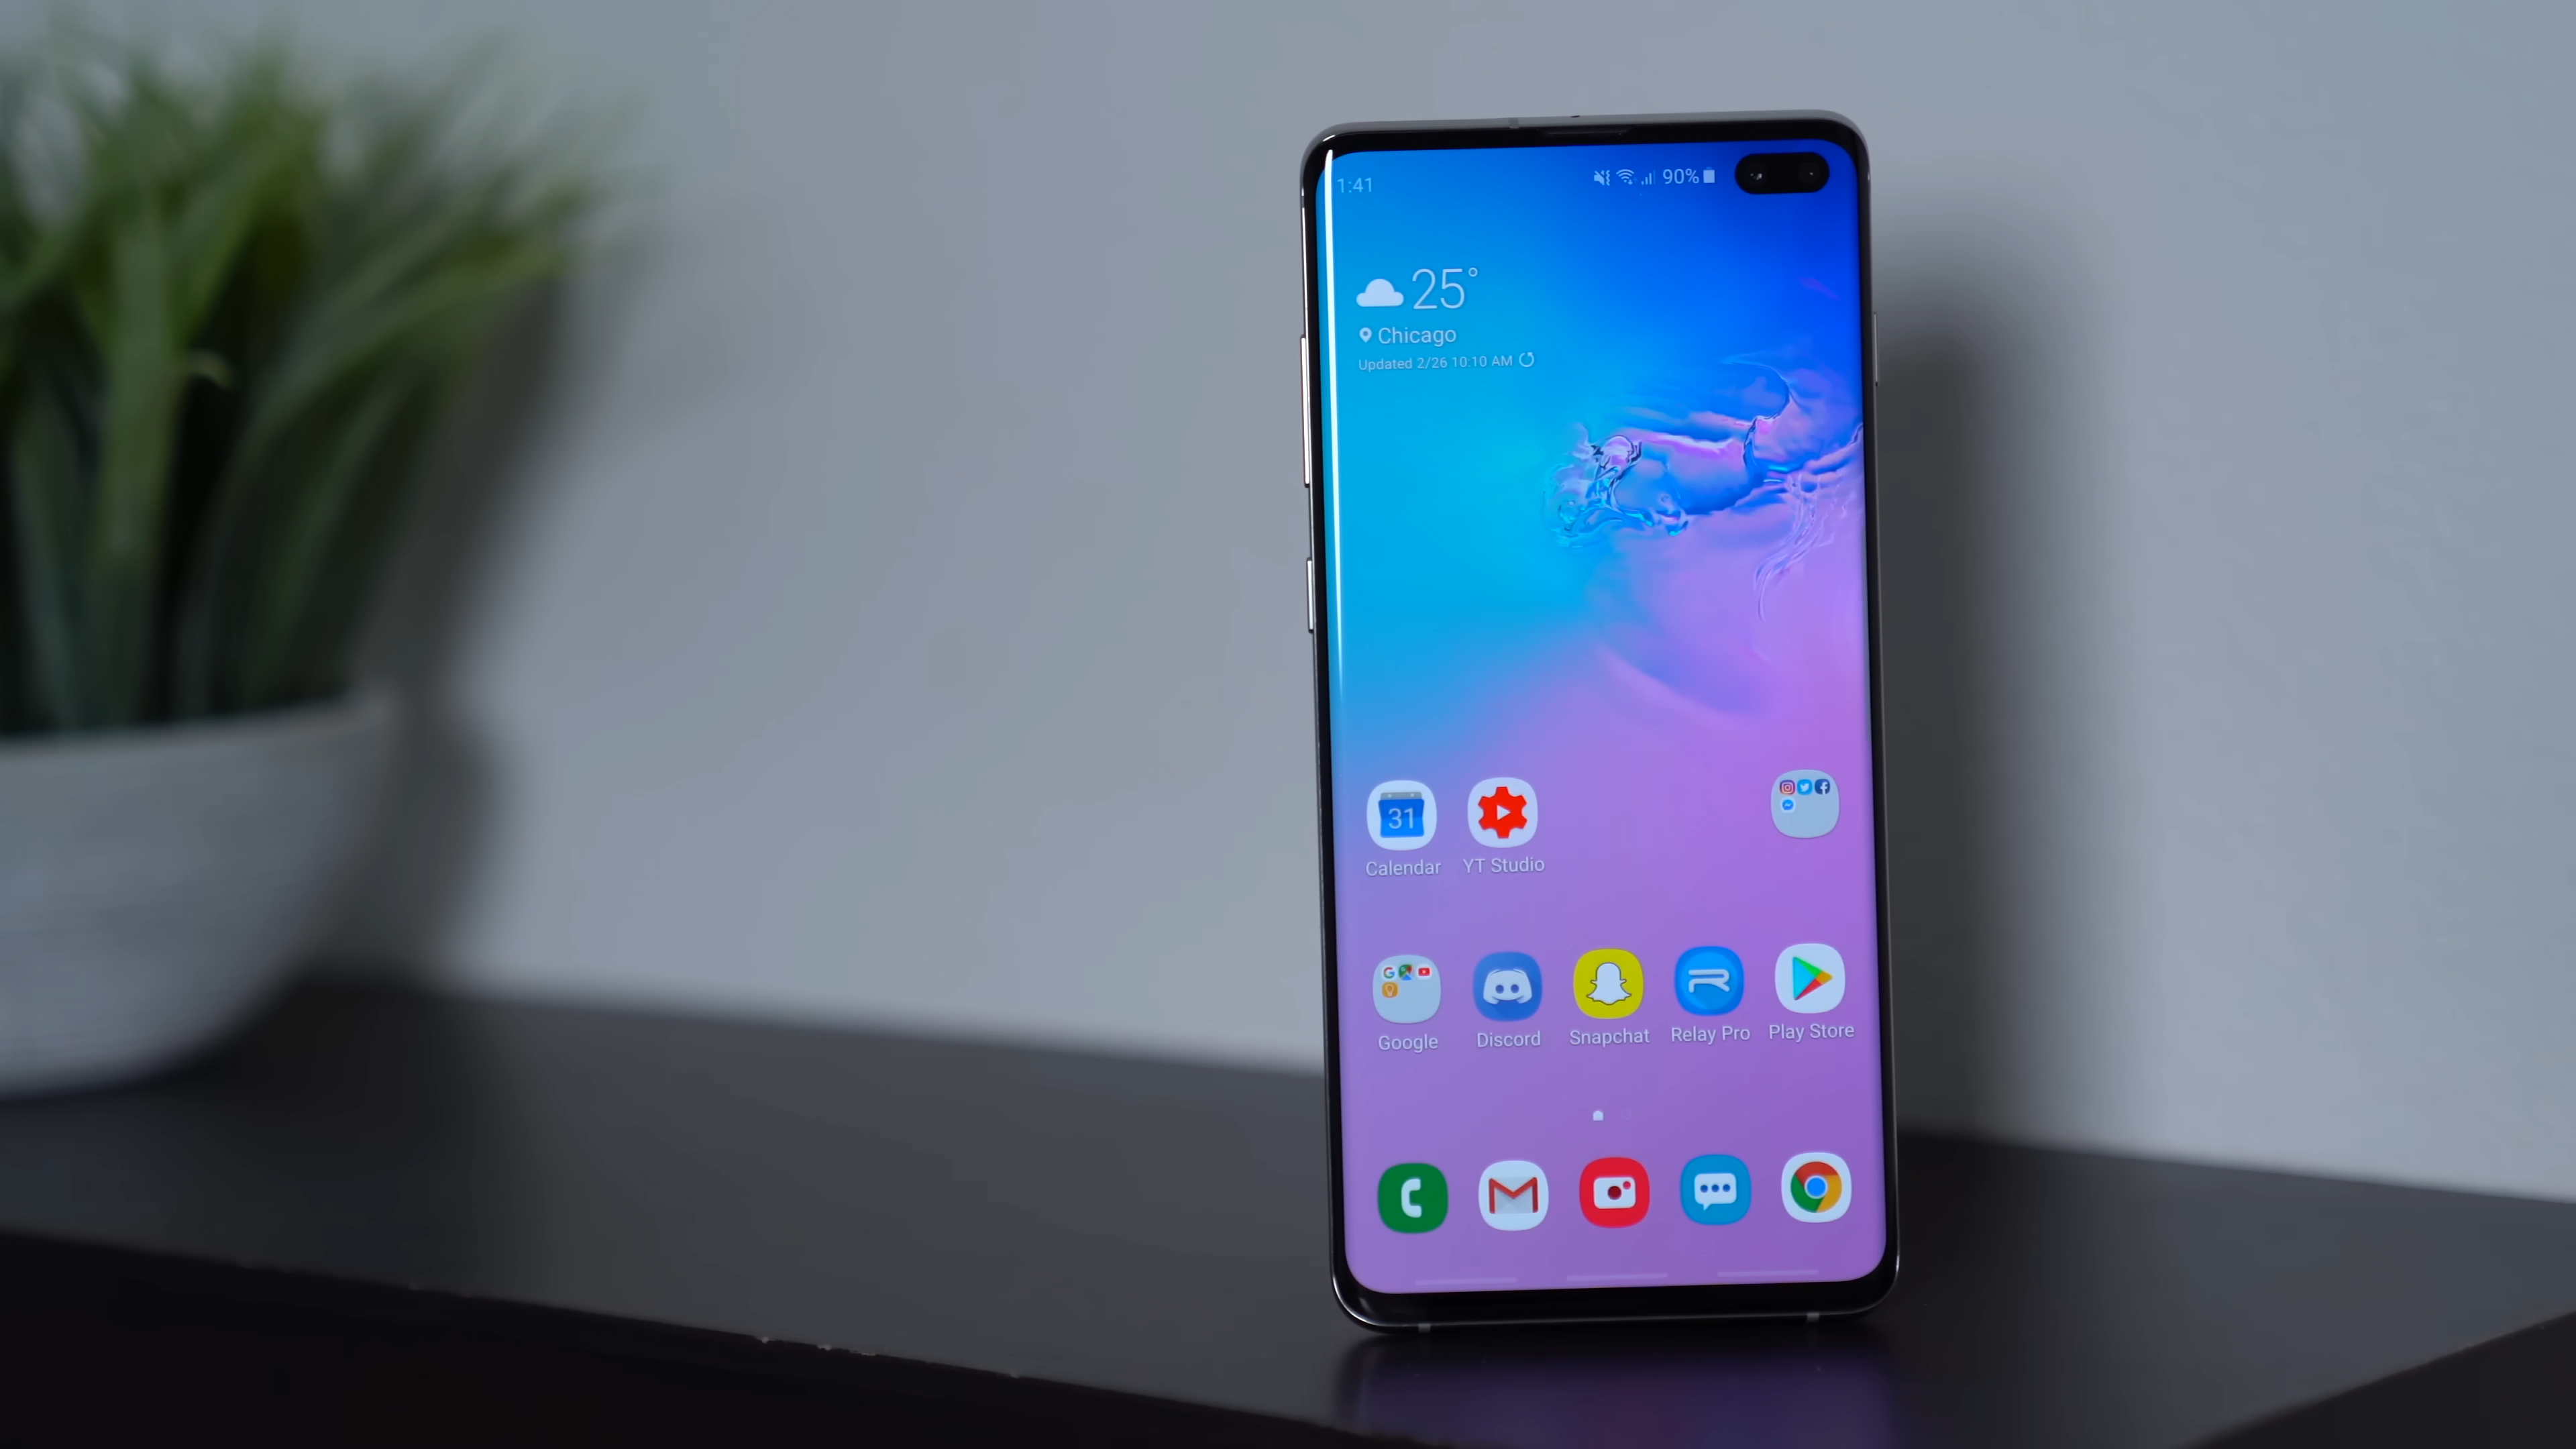 1:41
90%
25°
Chicago
Updated 2/26 10:10 AM
31
Calendar
YT Studio
Google
Discord
Snapchat
Relay Pro
Play Store